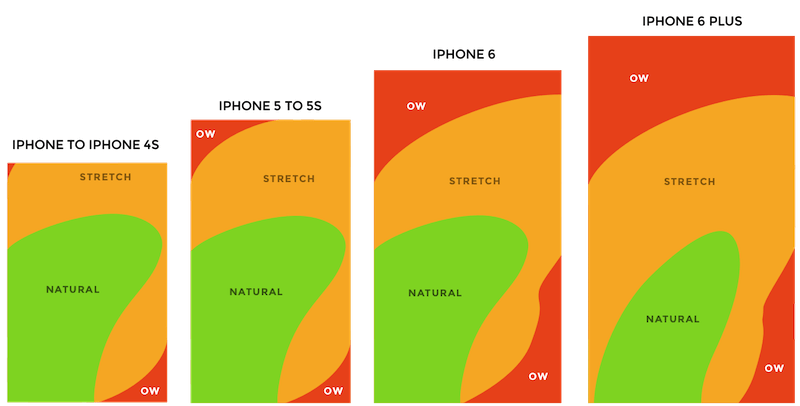 IPHONE TO IPHONE 4S
STRETCH
NATURAL
OW
IPHONE 5 TO 5S
OW
STRETCH
NATURAL
OW
IPHONE 6
OW
STRETCH
NATURAL
OW
IPHONE 6 PLUS
OW
STRETCH
NATURAL
OW